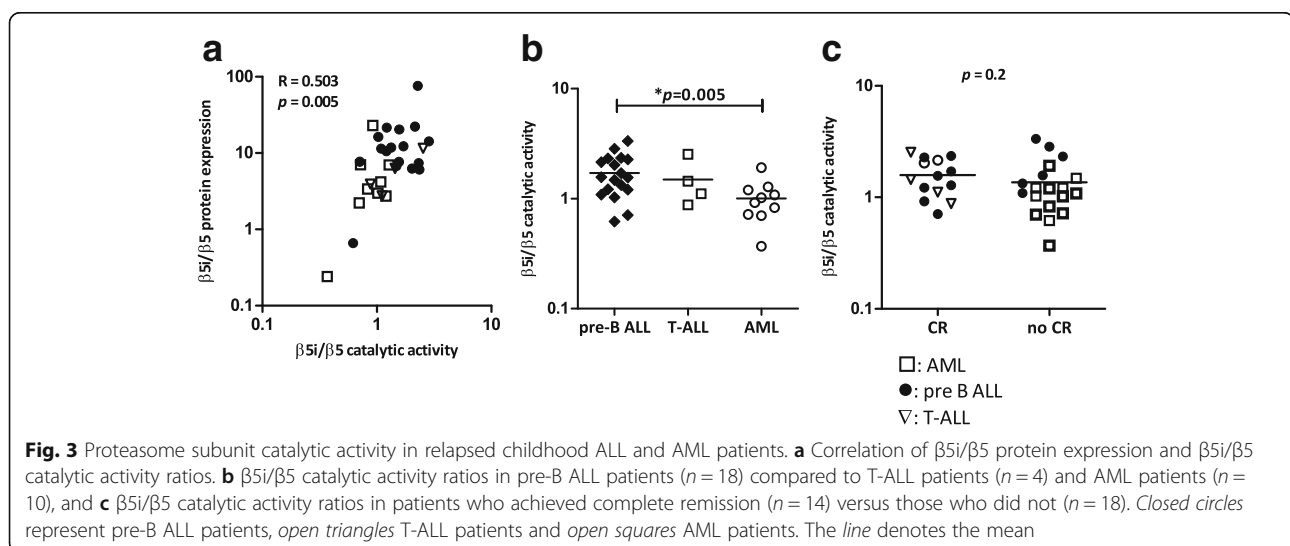 a
R = 0.503
p = 0.005
β5i/β5 protein expression
100
10
1
0.1
0.1
1
10
β5i/β5 catalytic activity
b
*p=0.005
β5i/β5 catalytic activity
10
1
0.1
pre-B ALL
T-ALL
AML
c
p = 0.2
β5i/β5 catalytic activity
10
1
0.1
CR
no CR
□: AML
●: pre B ALL
▽: T-ALL
Fig. 3 Proteasome subunit catalytic activity in relapsed childhood ALL and AML patients. a Correlation of β5i/β5 protein expression and β5i/β5
catalytic activity ratios. b β5i/β5 catalytic activity ratios in pre-B ALL patients (n = 18) compared to T-ALL patients (n = 4) and AML patients (n =
10), and c β5i/β5 catalytic activity ratios in patients who achieved complete remission (n = 14) versus those who did not (n = 18). Closed circles
represent pre-B ALL patients, open triangles T-ALL patients and open squares AML patients. The line denotes the mean